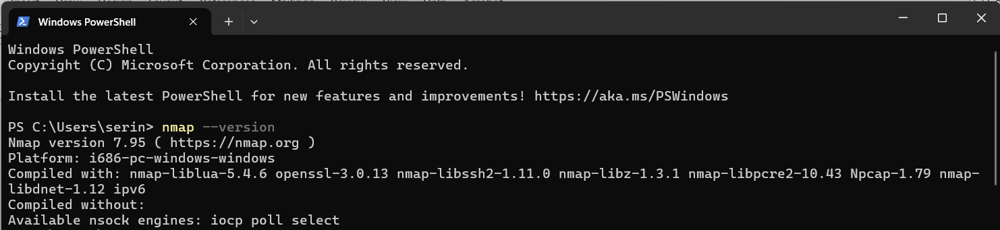 Windows PowerShell
Windows PowerShell
Copyright (C) Microsoft Corporation. All rights reserved.
Install the latest PowerShell for new features and improvements! https://aka.ms/PSWindows
PS C:\Users\serin> nmap --version
Nmap version 7.95 ( https://nmap.org )
Platform: i686-pc-windows-windows
Compiled with: nmap-liblua-5.4.6 openssl-3.0.13 nmap-libssh2-1.11.0 nmap-libz-1.3.1 nmap-libpcre2-10.43 Npcap-1.79 nmap-
libdnet-1.12 ipv6
Compiled without:
Available nsock engines: iocp poll select